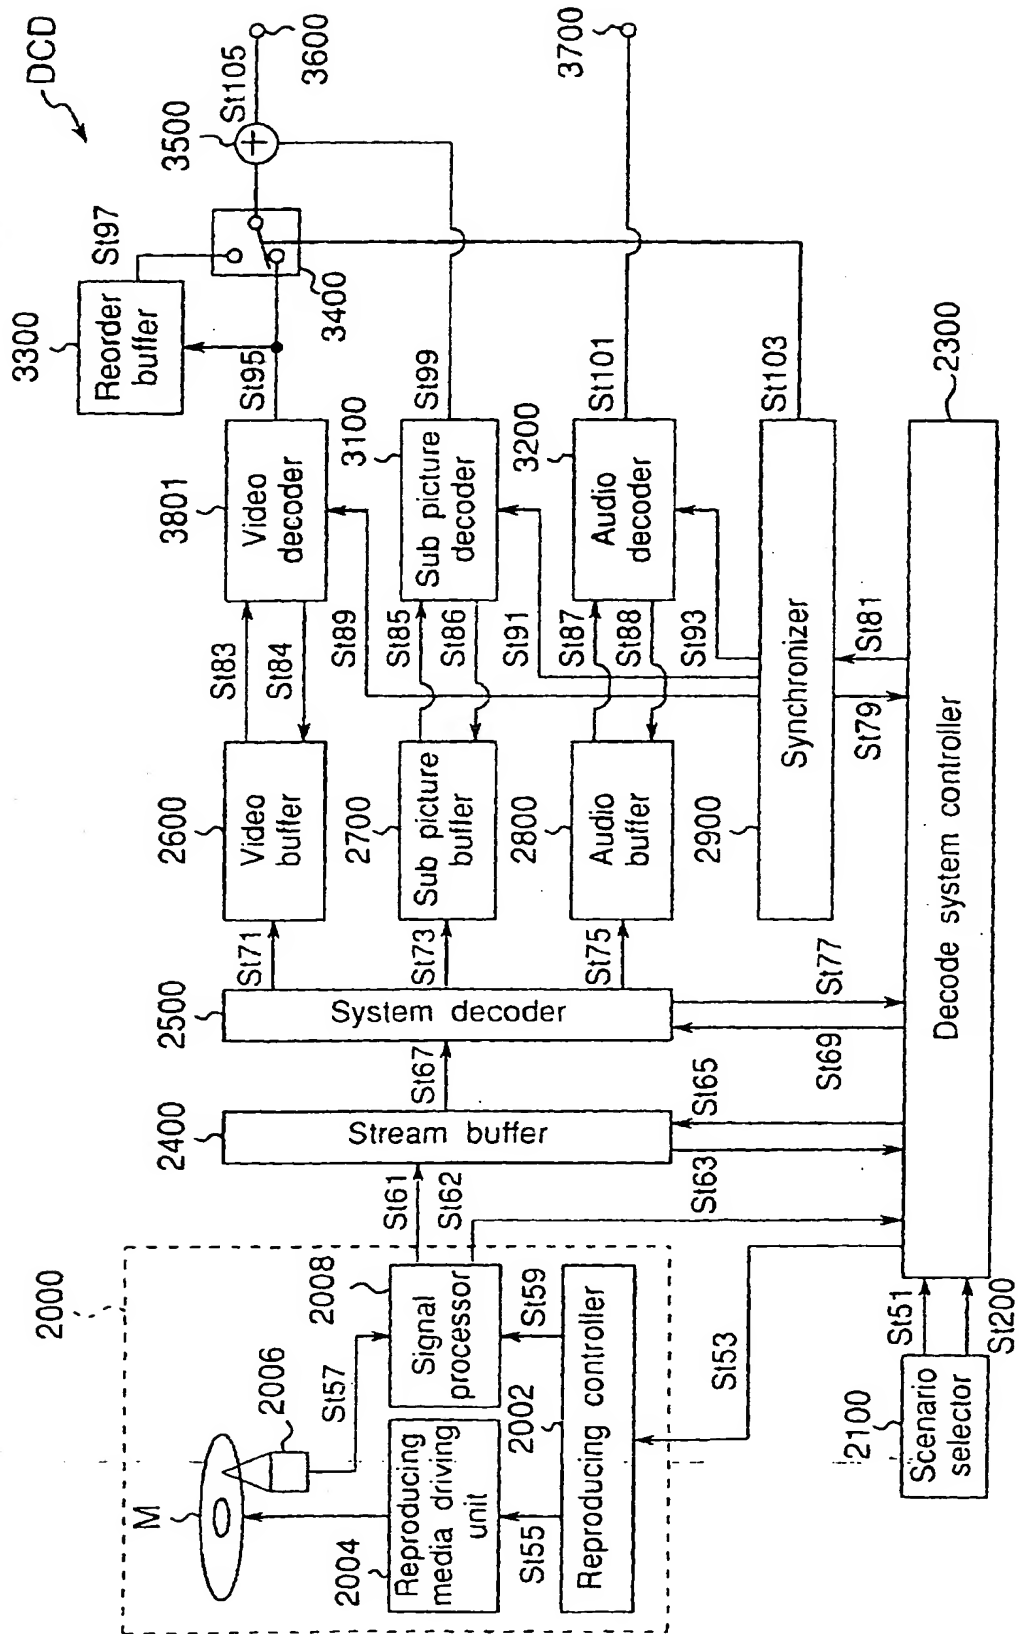 DCD
2000
M
2006
St57
2004
Reproducing
media driving
unit
2008
Signal
processor
St55
2002
St59
Reproducing controller
St61
St62
St53
2100
Scenario
selector
St51
St200
2400
Stream buffer
St63
St65
St67
2500
System decoder
St69
St77
St71
St73
St75
2600
Video
buffer
2700
Sub picture
buffer
2800
Audio
buffer
2900
Synchronizer
St79
St81
St83
St84
St89
St85
St86
St91
St87
St88
St93
3801
Video
decoder
3100
Sub picture
decoder
3200
Audio
decoder
2300
Decode system controller
St95
St99
St101
St103
3300
Reorder
buffer
St97
3400
3500
+
St105
3600
3700